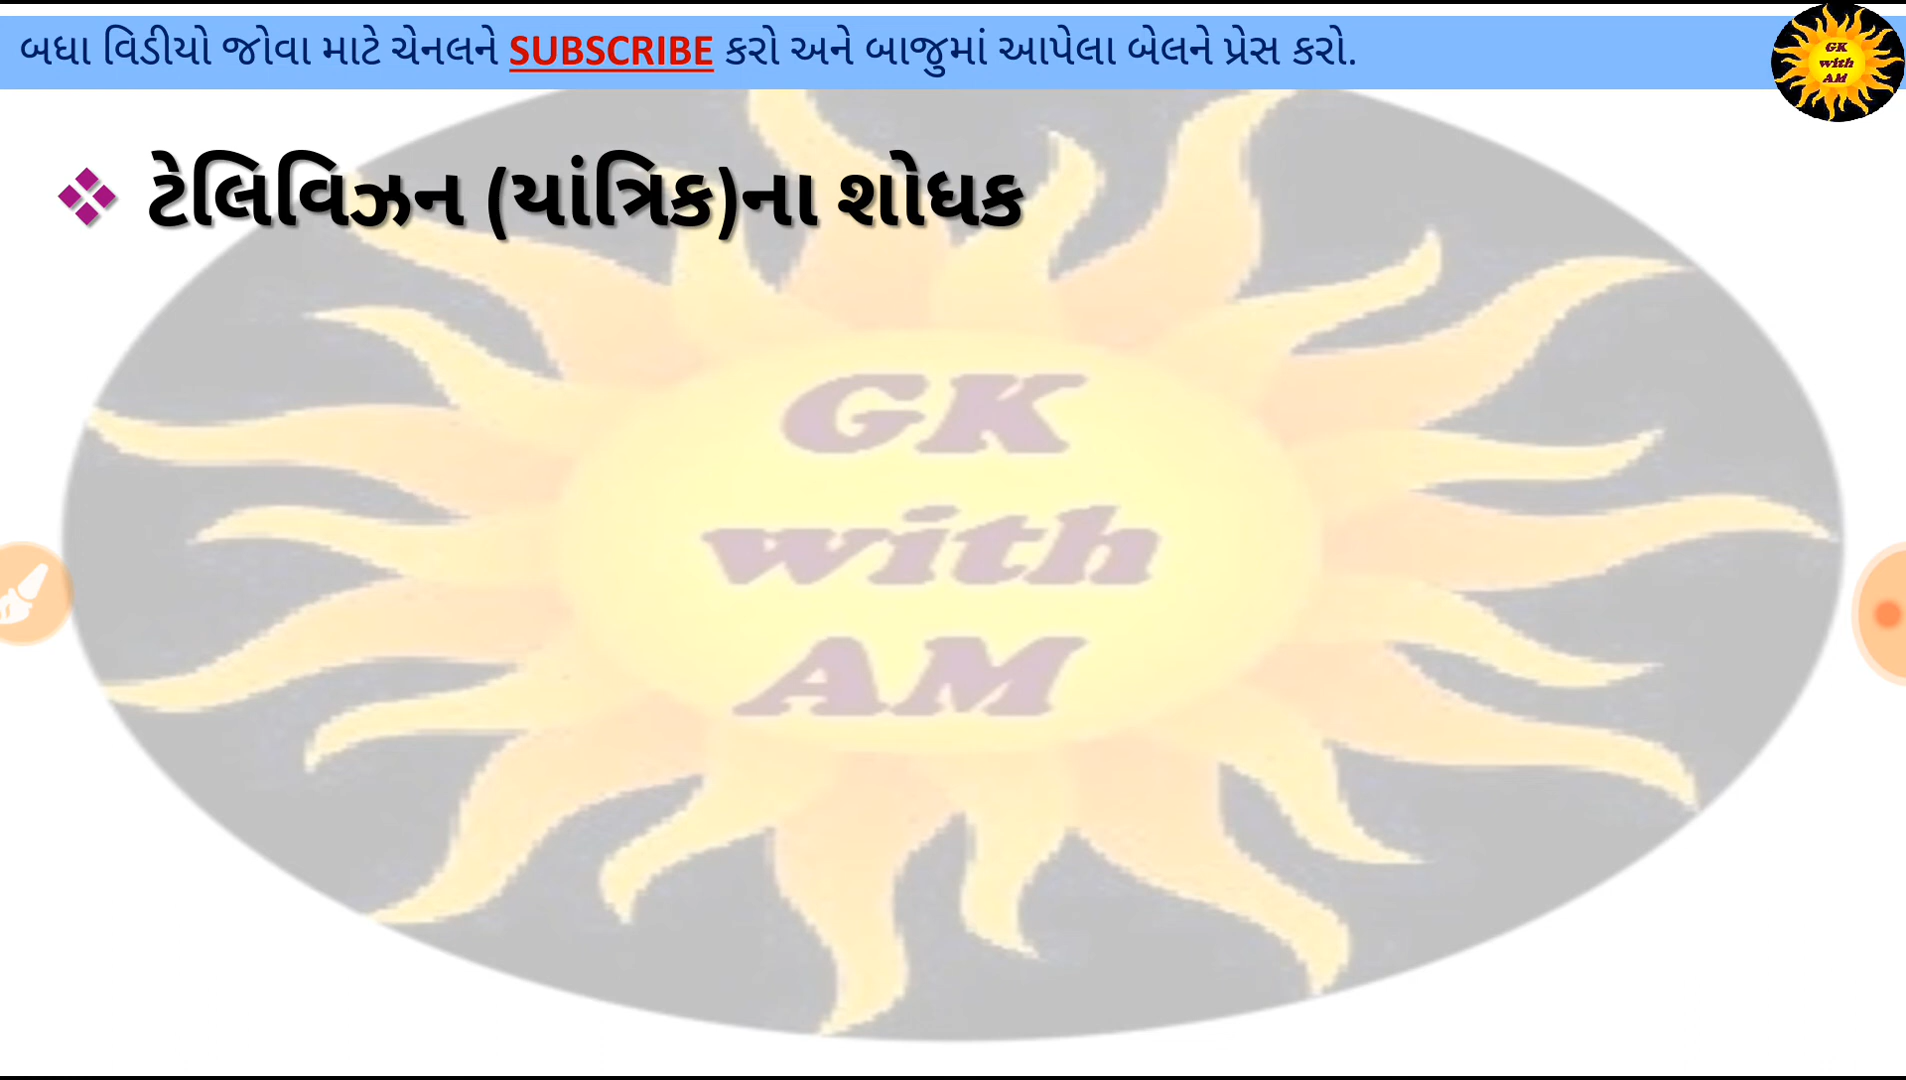 બધા વિડીયો જોવા માટે ચેનલને SUBSCRIBE કરો અને બાજુમાં આપેલા બેલને પ્રેસ કરો.
GK
with
AM
ટેલિવિઝન (યાંત્રિક)ના શોધક
GK
with
AM